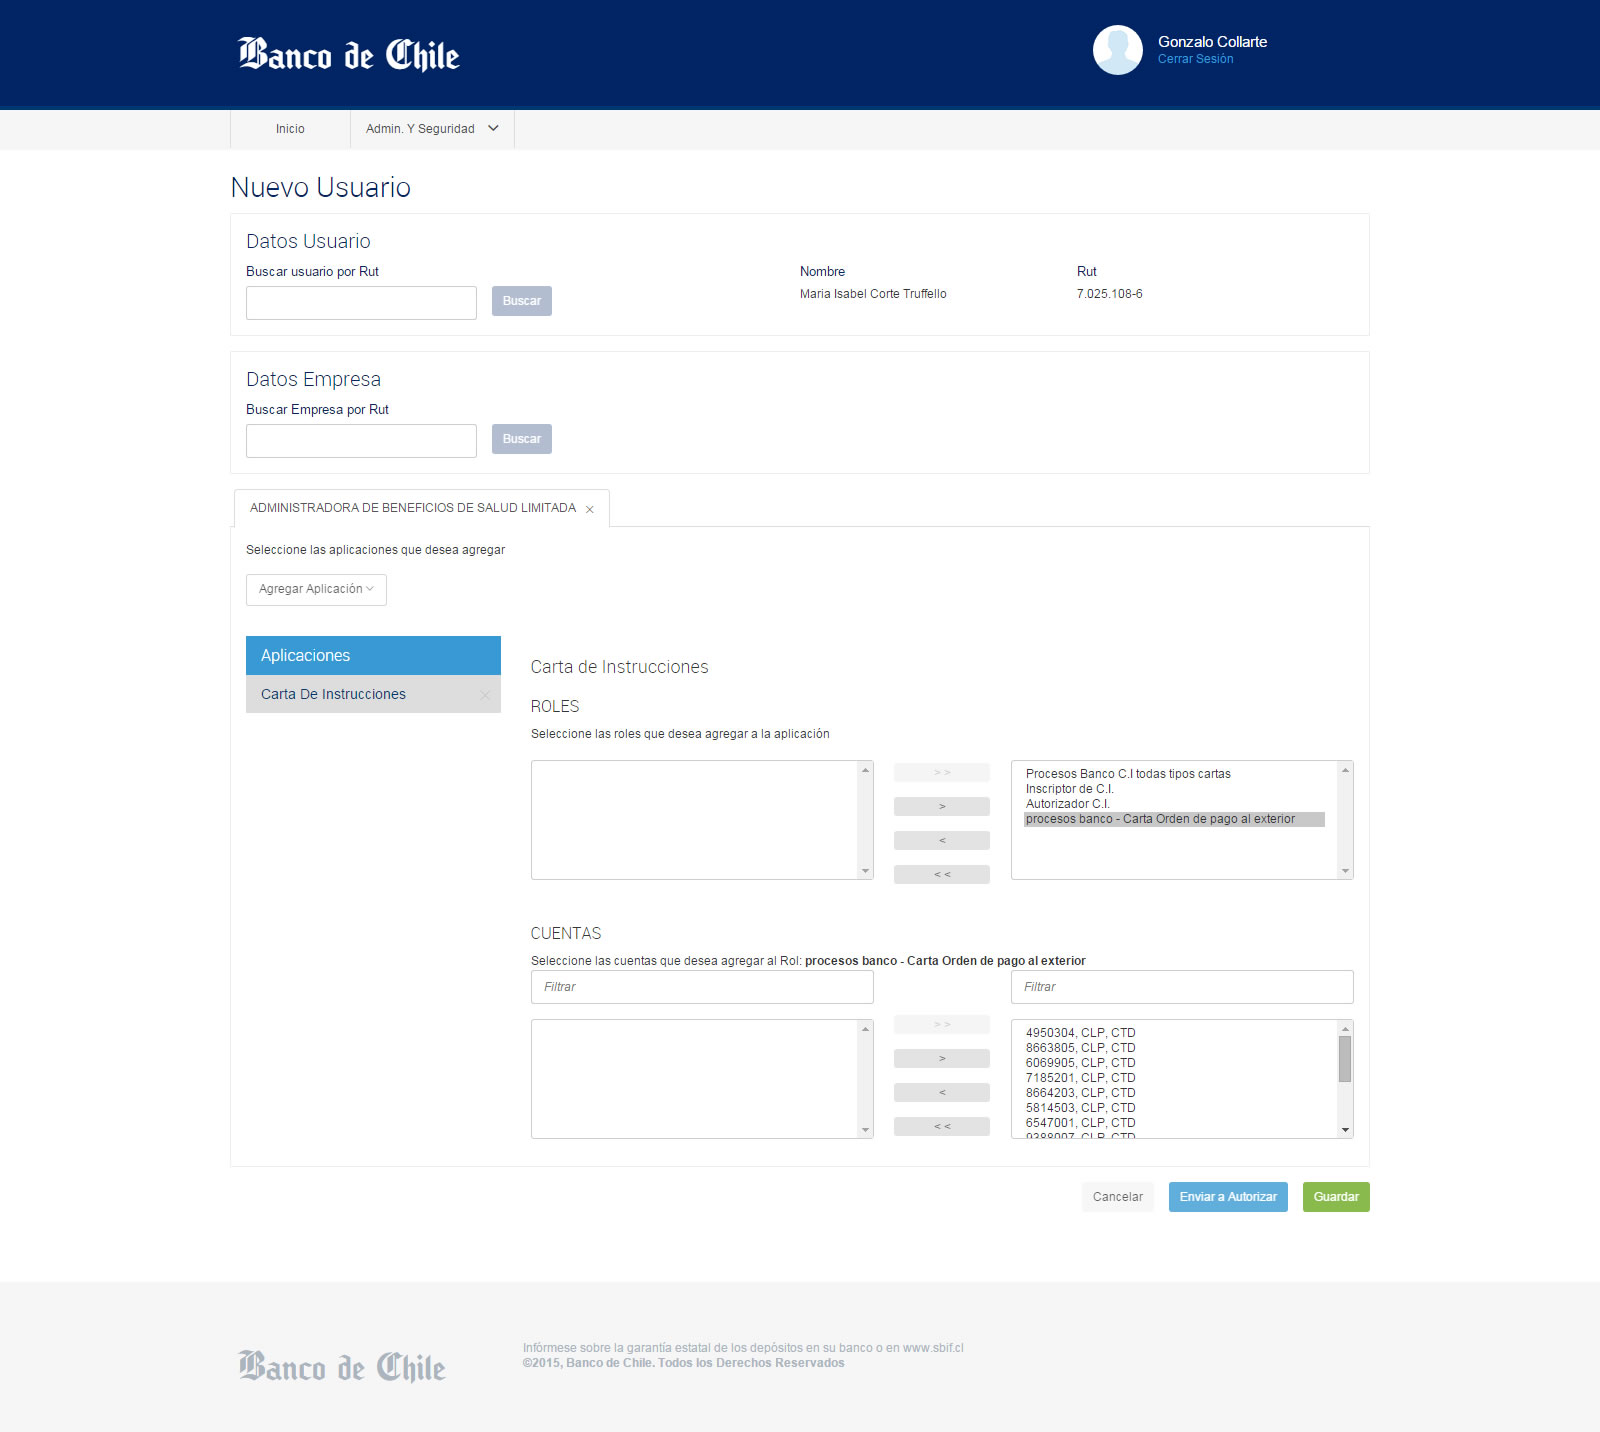 Banco de Chile
Gonzalo Collarte
Cerrar Sesión
Inicio
Admin. Y Seguridad
Nuevo Usuario
Datos Usuario
Buscar usuario por Rut
Buscar
Nombre
Maria Isabel Corte Truffello
Rut
7.025.108-6
Datos Empresa
Buscar Empresa por Rut
Buscar
ADMINISTRADORA DE BENEFICIOS DE SALUD LIMITADA ×
Seleccione las aplicaciones que desea agregar
Agregar Aplicación
Aplicaciones
Carta De Instrucciones ×
Carta de Instrucciones
ROLES
Seleccione las roles que desea agregar a la aplicación
> >
>
<
< <
Procesos Banco C.I todas tipos cartas
Inscriptor de C.I.
Autorizador C.I.
procesos banco - Carta Orden de pago al exterior
CUENTAS
Seleccione las cuentas que desea agregar al Rol: procesos banco - Carta Orden de pago al exterior
Filtrar
Filtrar
> >
>
<
< <
4950304, CLP, CTD
8663805, CLP, CTD
6069905, CLP, CTD
7185201, CLP, CTD
8664203, CLP, CTD
5814503, CLP, CTD
6547001, CLP, CTD
9388007, CLP, CTD
Cancelar
Enviar a Autorizar
Guardar
Banco de Chile
Infórmese sobre la garantía estatal de los depósitos en su banco o en www.sbif.cl
©2015, Banco de Chile. Todos los Derechos Reservados